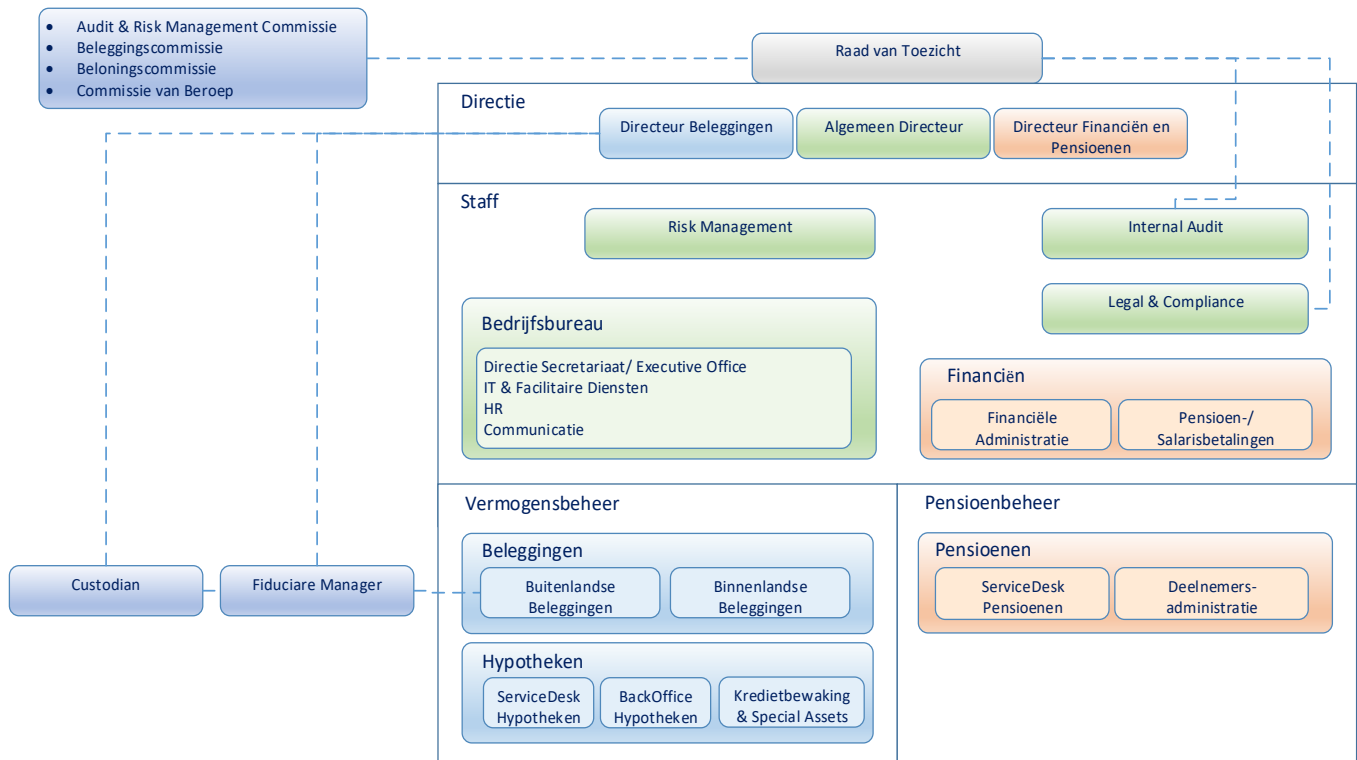 • Audit & Risk Management Commissie
• Beleggingscommissie
• Beloningscommissie
• Commissie van Beroep
Raad van Toezicht
Directie
Directeur Beleggingen
Algemeen Directeur
Directeur Financiën en
Pensioenen
Staff
Risk Management
Internal Audit
Legal & Compliance
Bedrijfsbureau
Directie Secretariaat/ Executive Office
IT & Facilitaire Diensten
HR
Communicatie
Financiën
Financiële
Administratie
Pensioen-/
Salarisbetalingen
Vermogensbeheer
Beleggingen
Buitenlandse
Beleggingen
Binnenlandse
Beleggingen
Custodian
Fiduciare Manager
Hypotheken
ServiceDesk
Hypotheken
BackOffice
Hypotheken
Kredietbewaking
& Special Assets
Pensioenbeheer
Pensioenen
ServiceDesk
Pensioenen
Deelnemers-
administratie